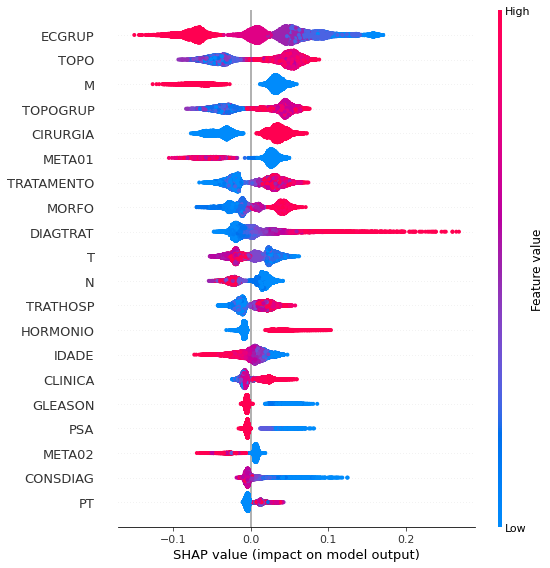 High
ECGRUP
TOPO
M
TOPOGRUP
CIRURGIA
META01
TRATAMENTO
MORFO
DIAGTRAT
T
N
TRATHOSP
HORMONIO
IDADE
CLINICA
GLEASON
PSA
META02
CONSDIAG
PT
Feature value
Low
−0.1 0.0 0.1 0.2
SHAP value (impact on model output)